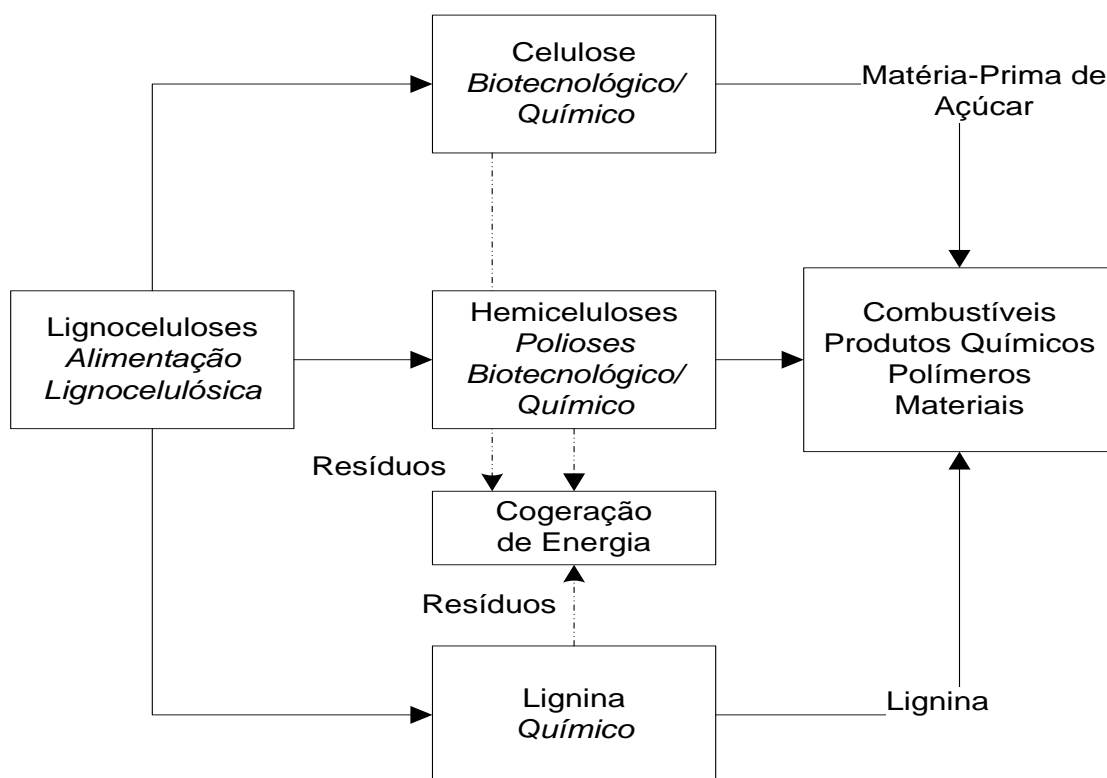 Celulose
Biotecnológico/
Químico
Matéria-Prima de
Açúcar
Lignoceluloses
Alimentação
Lignocelulósica
Hemiceluloses
Polioses
Biotecnológico/
Químico
Combustíveis
Produtos Químicos
Polímeros
Materiais
Resíduos
Cogeração
de Energia
Resíduos
Lignina
Químico
Lignina